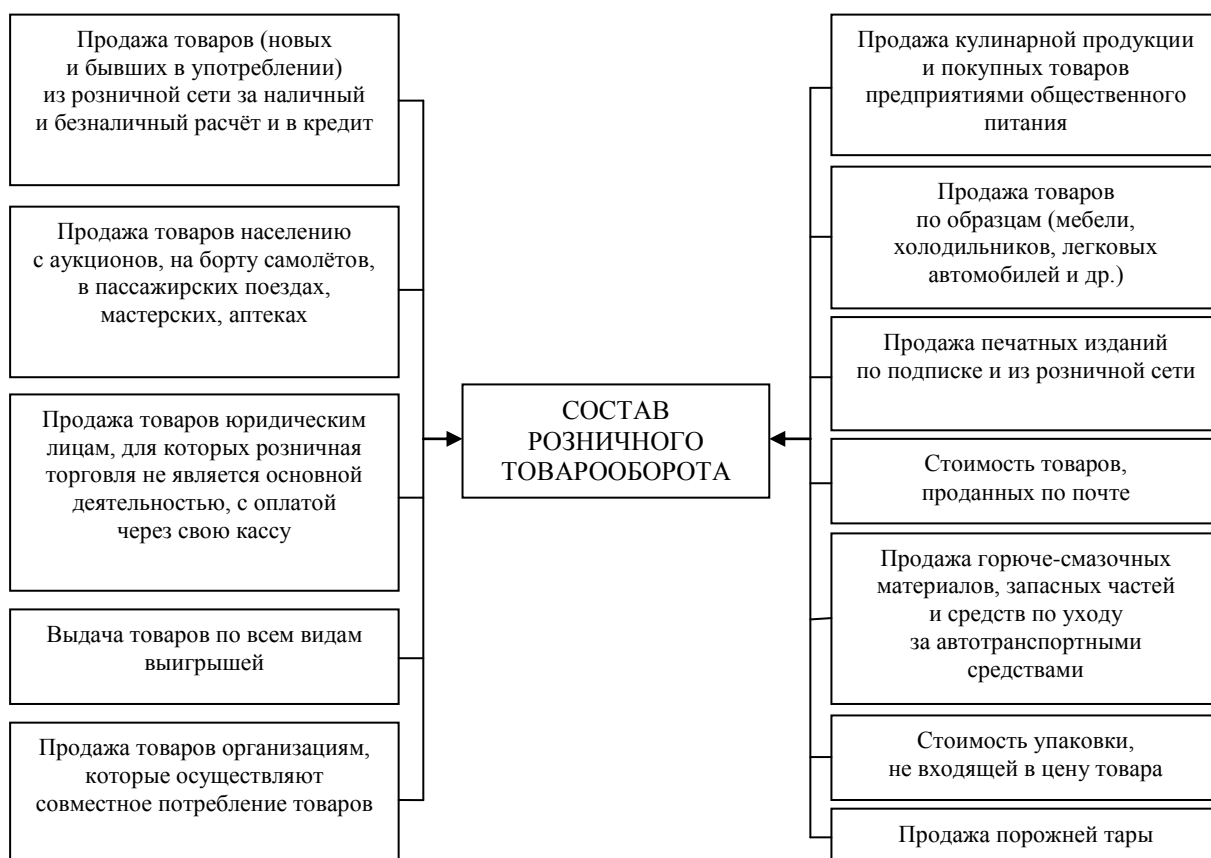 Продажа товаров (новых
и бывших в употреблении)
из розничной сети за наличный
и безналичный расчёт и в кредит
Продажа товаров населению
с аукционов, на борту самолётов,
в пассажирских поездах,
мастерских, аптеках
Продажа товаров юридическим
лицам, для которых розничная
торговля не является основной
деятельностью, с оплатой
через свою кассу
Выдача товаров по всем видам
выигрышей
Продажа товаров организациям,
которые осуществляют
совместное потребление товаров
СОСТАВ
РОЗНИЧНОГО
ТОВАРООБОРОТА
Продажа кулинарной продукции
и покупных товаров
предприятиями общественного
питания
Продажа товаров
по образцам (мебели,
холодильников, легковых
автомобилей и др.)
Продажа печатных изданий
по подписке и из розничной сети
Стоимость товаров,
проданных по почте
Продажа горюче-смазочных
материалов, запасных частей
и средств по уходу
за автотранспортными
средствами
Стоимость упаковки,
не входящей в цену товара
Продажа порожней тары